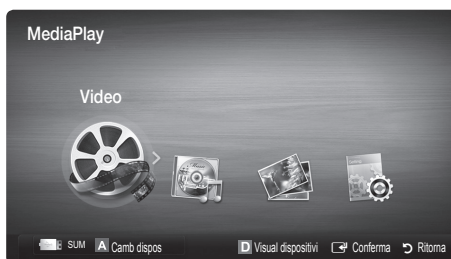 MediaPlay
Video
SUM A Camb dispos D Visual dispositivi Conferma Ritorna